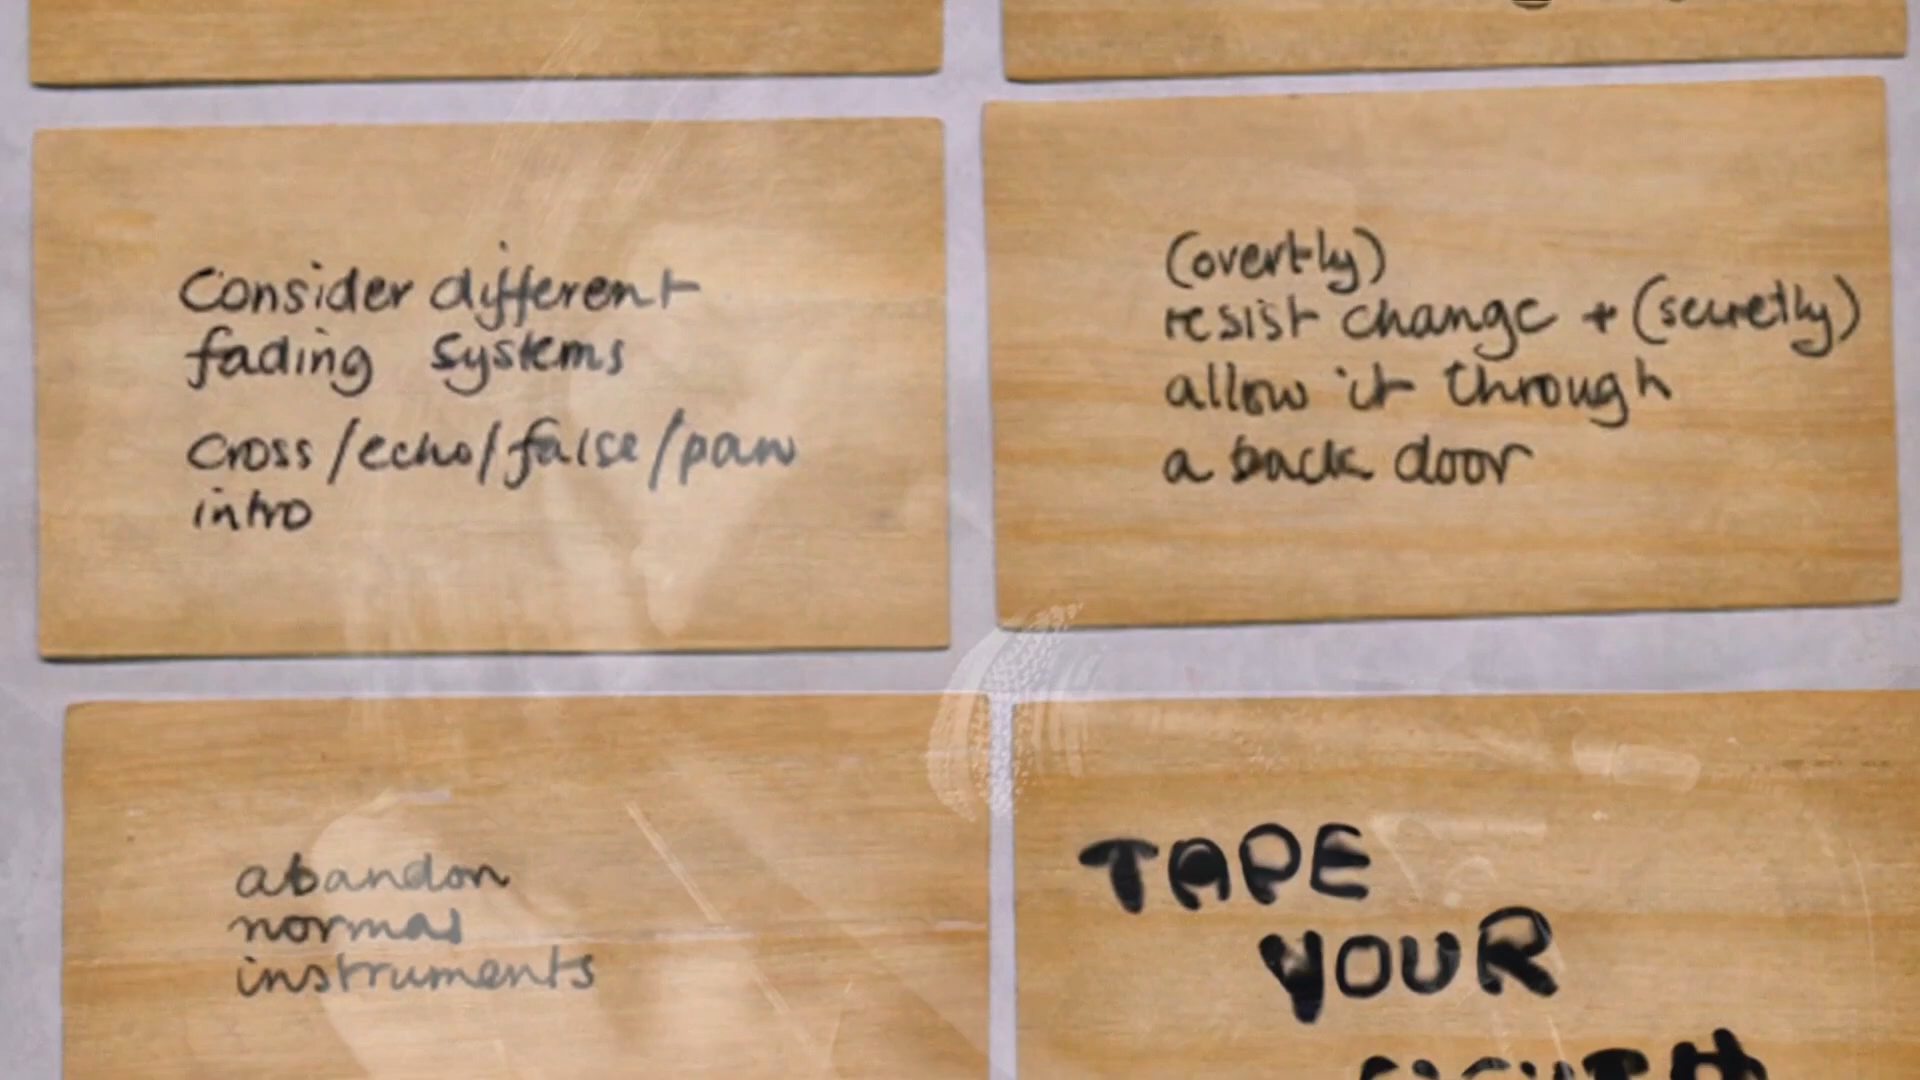 Consider different
fading systems
cross/echo/false/pan
intro
(overtly)
resist change + (secretly)
allow it through
a back door
abandon
normal
instruments
TAPE
YOUR